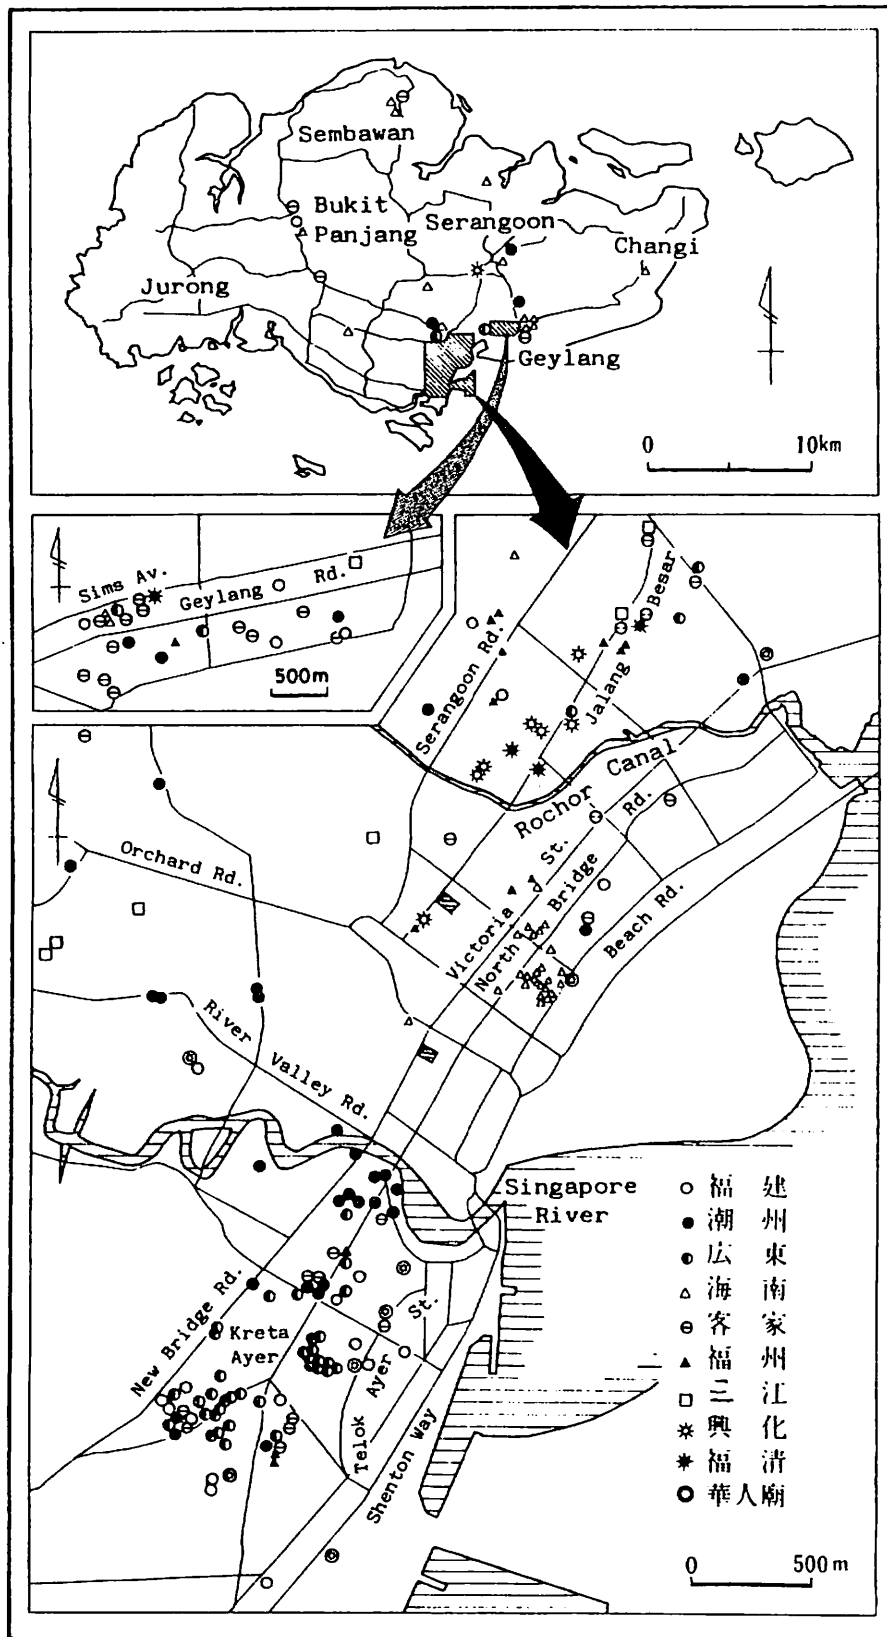 Sembawan
Bukit
Panjang
Serangoon
Changi
Jurong
Geylang
0 10km
Sims Av.
Geylang Rd.
500m
Serangoon Rd.
Jalang Besar
Rochor Canal
Orchard Rd.
Victoria St.
North Bridge Rd.
Beach Rd.
River Valley Rd.
Singapore
River
New Bridge Rd.
Kreta
Ayer
Telok Ayer St.
Shenton Way
福建
潮州
広東
海南
客家
福州
三江
興化
福清
華人廟
0 500m